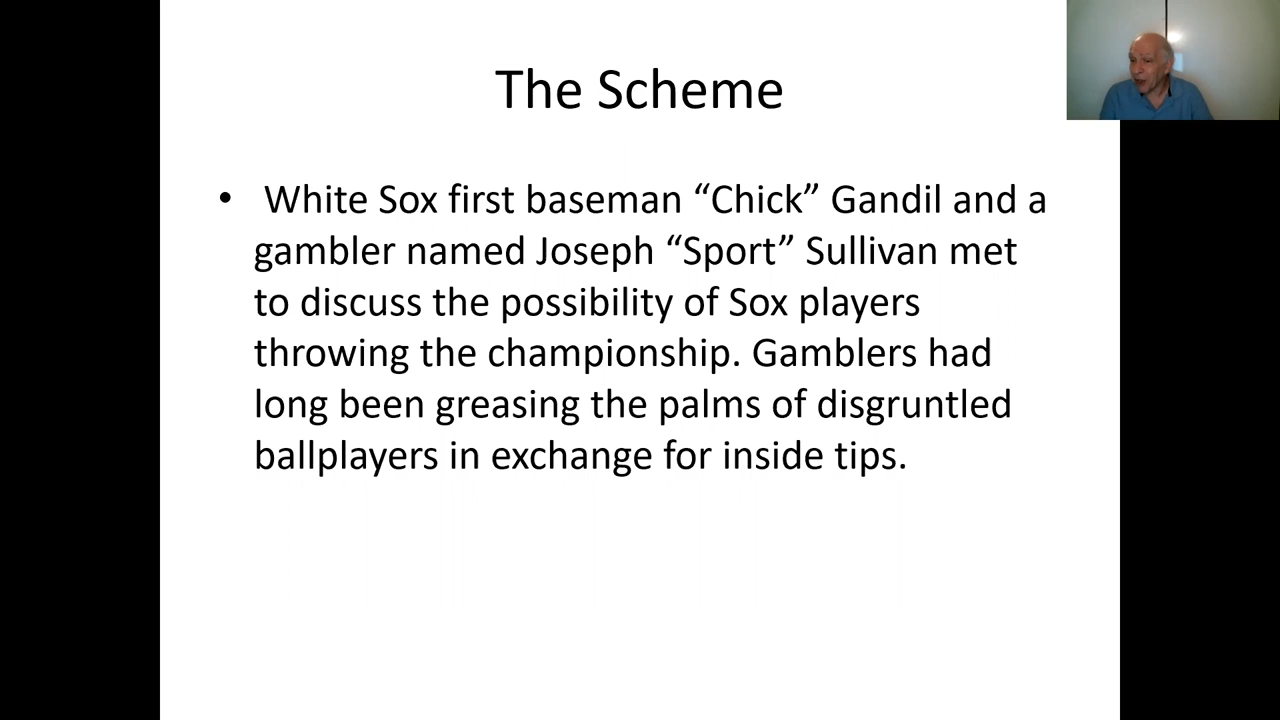 The Scheme
• White Sox first baseman “Chick” Gandil and a
gambler named Joseph “Sport” Sullivan met
to discuss the possibility of Sox players
throwing the championship. Gamblers had
long been greasing the palms of disgruntled
ballplayers in exchange for inside tips.